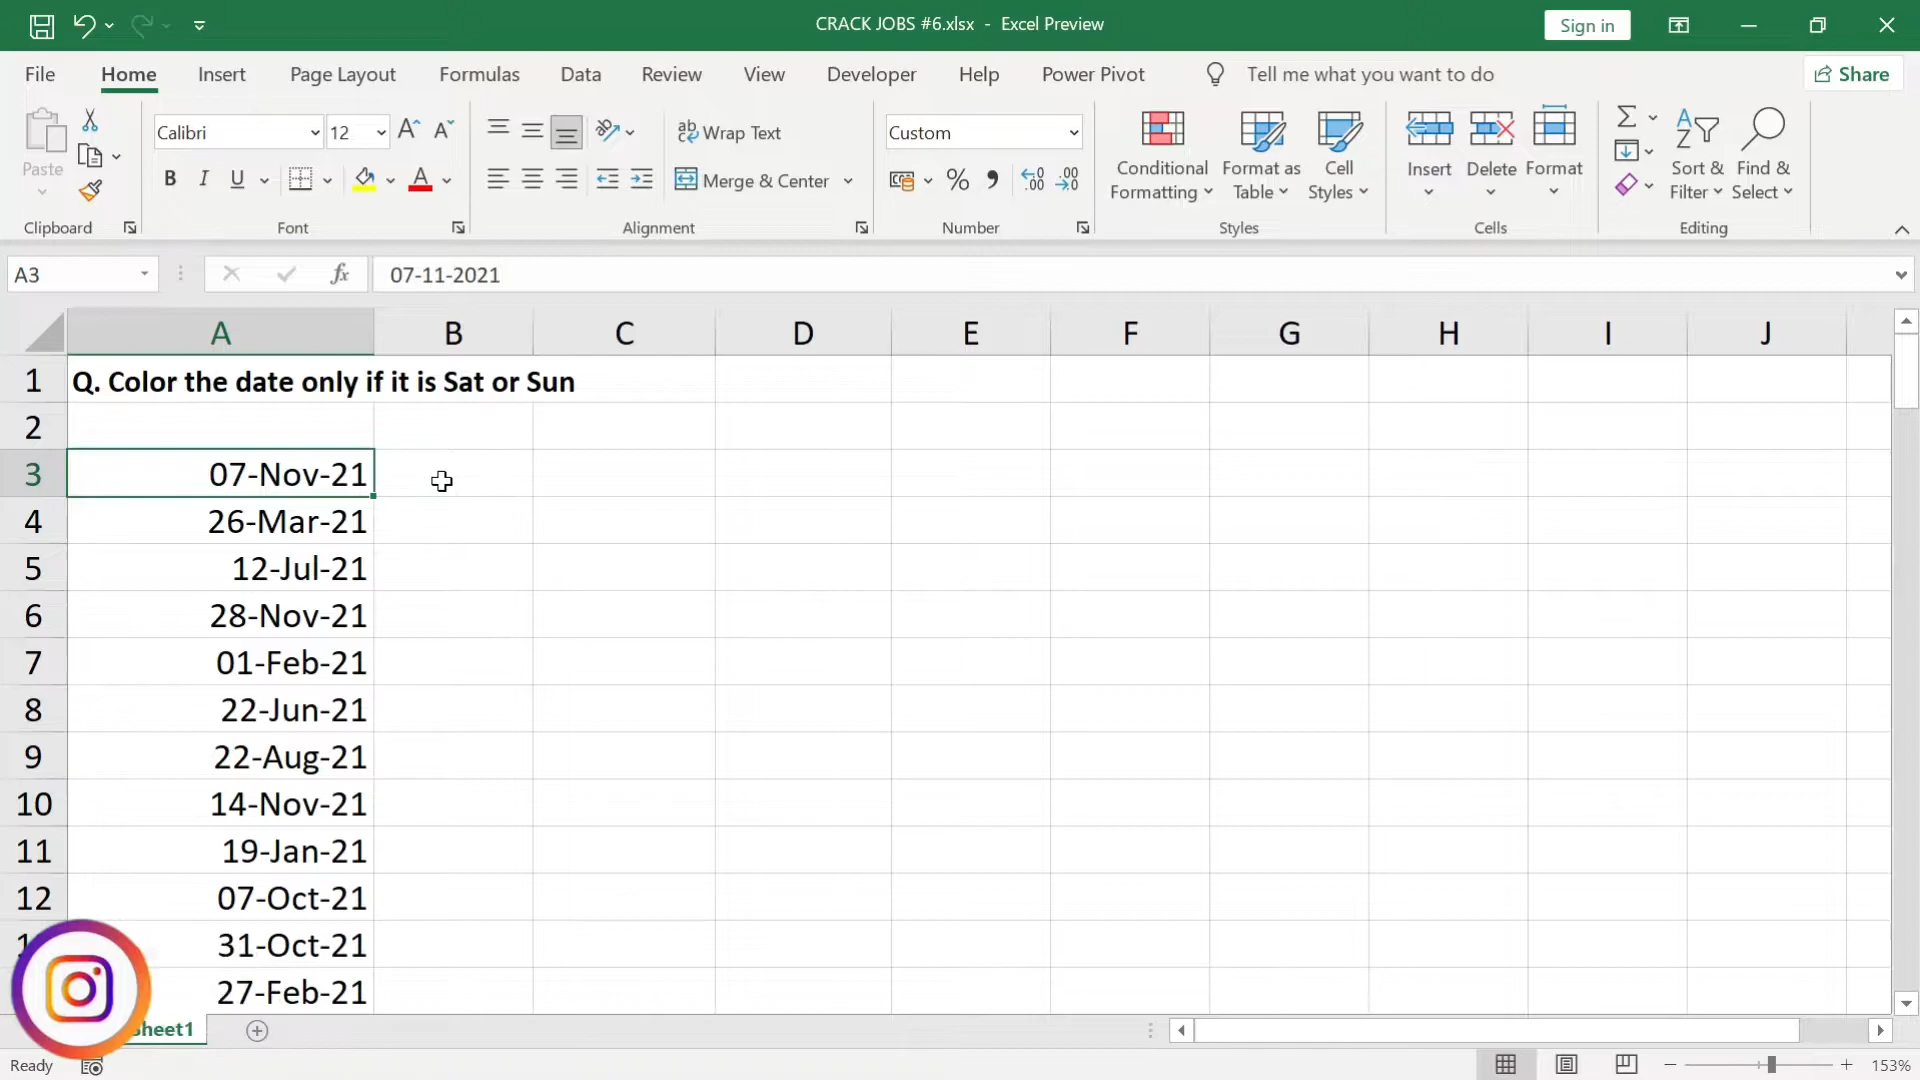 CRACK JOBS #6.xlsx - Excel Preview
Sign in
File Home Insert Page Layout Formulas Data Review View Developer Help Power Pivot Tell me what you want to do Share
Paste
Clipboard
Calibri 12
B I U
Font
Wrap Text
Merge & Center
Alignment
Custom
Number
Conditional Formatting
Format as Table
Cell Styles
Styles
Insert Delete Format
Cells
Sort & Filter
Find & Select
Editing
A3 fx 07-11-2021
A B C D E F G H I J
1 Q. Color the date only if it is Sat or Sun
2
3 07-Nov-21
4 26-Mar-21
5 12-Jul-21
6 28-Nov-21
7 01-Feb-21
8 22-Jun-21
9 22-Aug-21
10 14-Nov-21
11 19-Jan-21
12 07-Oct-21
31-Oct-21
27-Feb-21
Sheet1
Ready 153%